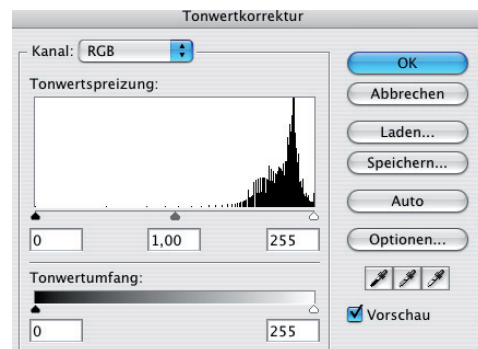 Tonwertkorrektur
Kanal: RGB
Tonwertspreizung:
0 1,00 255
Tonwertumfang:
0 255
OK
Abbrechen
Laden...
Speichern...
Auto
Optionen...
Vorschau